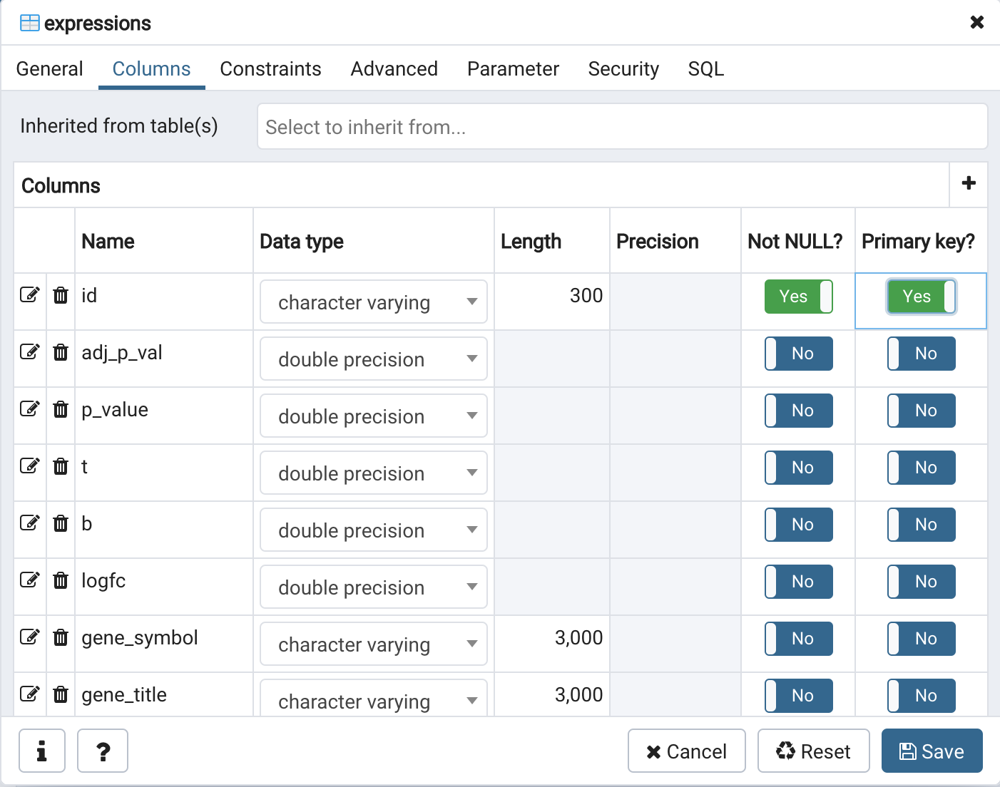 expressions
General Columns Constraints Advanced Parameter Security SQL
Inherited from table(s) Select to inherit from...
Columns
Name Data type Length Precision Not NULL? Primary key?
id character varying 300 Yes Yes
adj_p_val double precision No No
p_value double precision No No
t double precision No No
b double precision No No
logfc double precision No No
gene_symbol character varying 3,000 No No
gene_title character varying 3,000 No No
Cancel Reset Save